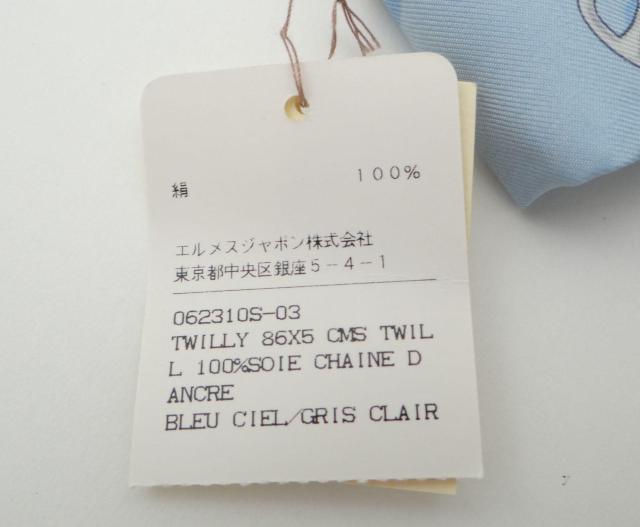 絹 100%
エルメスジャポン株式会社
東京都中央区銀座5-4-1
062310S-03
TWILLY 86X5 CMS TWIL
L 100%SOIE CHAINE D
ANCRE
BLEU CIEL/GRIS CLAIR